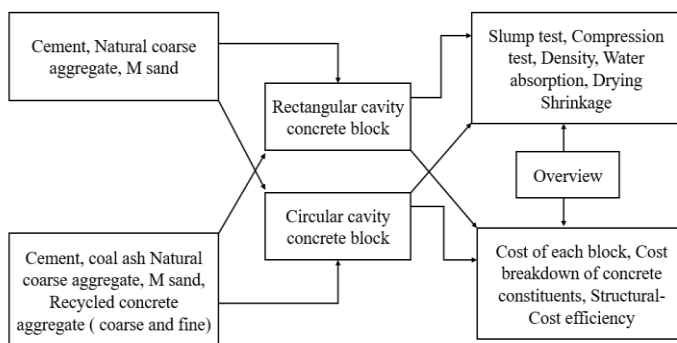 Cement, Natural coarse
aggregate, M sand
Slump test, Compression
test, Density, Water
absorption, Drying
Shrinkage
Rectangular cavity
concrete block
Overview
Circular cavity
concrete block
Cement, coal ash Natural
coarse aggregate, M sand,
Recycled concrete
aggregate ( coarse and fine)
Cost of each block, Cost
breakdown of concrete
constituents, Structural-
Cost efficiency